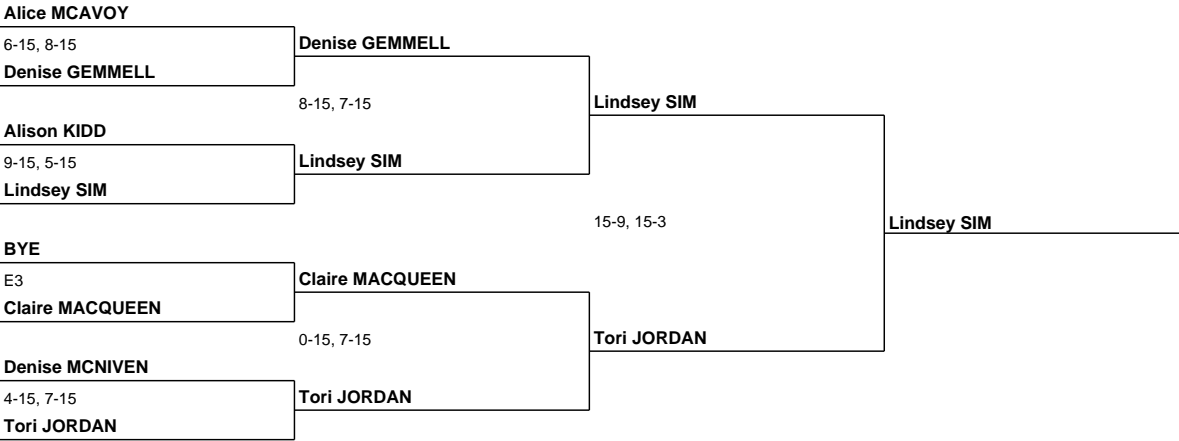 Alice MCAVOY
6-15, 8-15
Denise GEMMELL
Denise GEMMELL
8-15, 7-15
Lindsey SIM
Alison KIDD
9-15, 5-15
Lindsey SIM
Lindsey SIM
15-9, 15-3
Lindsey SIM
BYE
E3
Claire MACQUEEN
Claire MACQUEEN
0-15, 7-15
Tori JORDAN
Denise MCNIVEN
4-15, 7-15
Tori JORDAN
Tori JORDAN